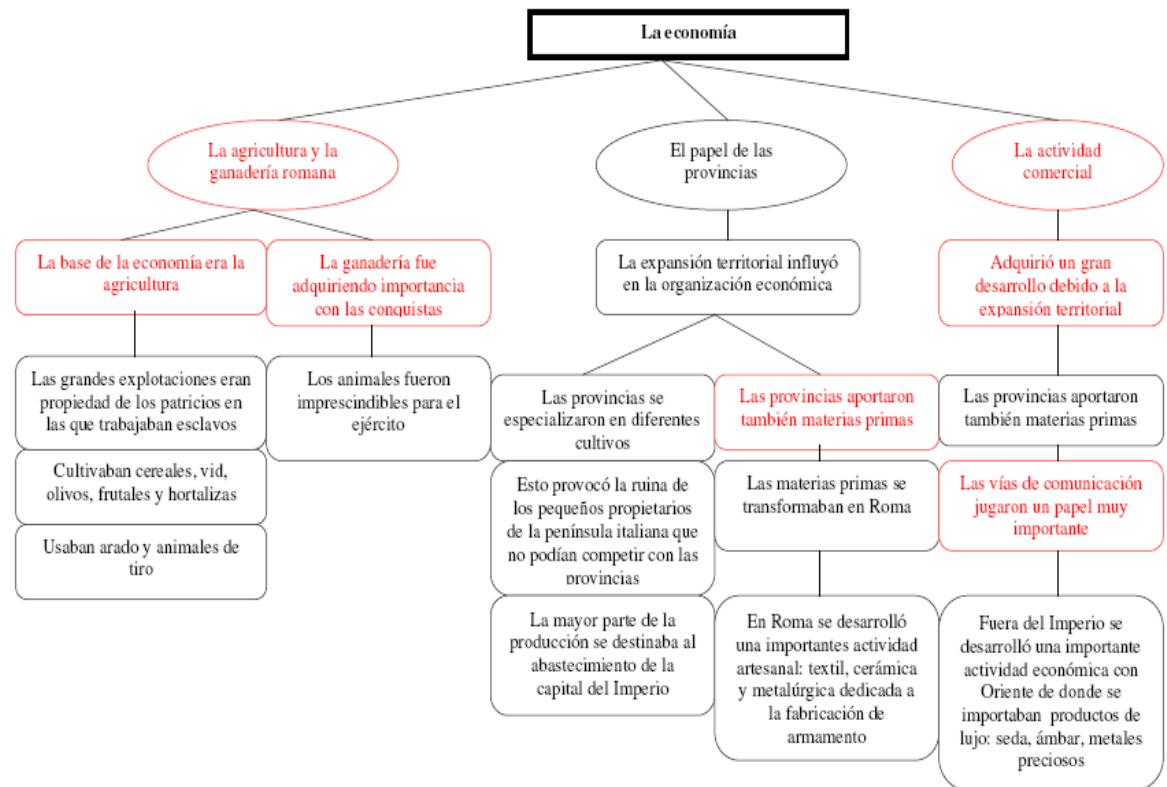 La economía
La agricultura y la
ganadería romana
El papel de las
provincias
La actividad
comercial
La base de la economía era la
agricultura
La ganadería fue
adquiriendo importancia
con las conquistas
La expansión territorial influyó
en la organización económica
Adquirió un gran
desarrollo debido a la
expansión territorial
Las grandes explotaciones eran
propiedad de los patricios en
las que trabajaban esclavos
Los animales fueron
imprescindibles para el
ejército
Las provincias se
especializaron en diferentes
cultivos
Las provincias aportaron
también materias primas
Las provincias aportaron
también materias primas
Cultivaban cereales, vid,
olivos, frutales y hortalizas
Esto provocó la ruina de
los pequeños propietarios
de la península italiana que
no podían competir con las
provincias
Las materias primas se
transformaban en Roma
Las vías de comunicación
jugaron un papel muy
importante
Usaban arado y animales de
tiro
La mayor parte de la
producción se destinaba al
abastecimiento de la
capital del Imperio
En Roma se desarrolló
una importantes actividad
artesanal: textil, cerámica
y metalúrgica dedicada a
la fabricación de
armamento
Fuera del Imperio se
desarrolló una importante
actividad económica con
Oriente de donde se
importaban productos de
lujo: seda, ámbar, metales
preciosos